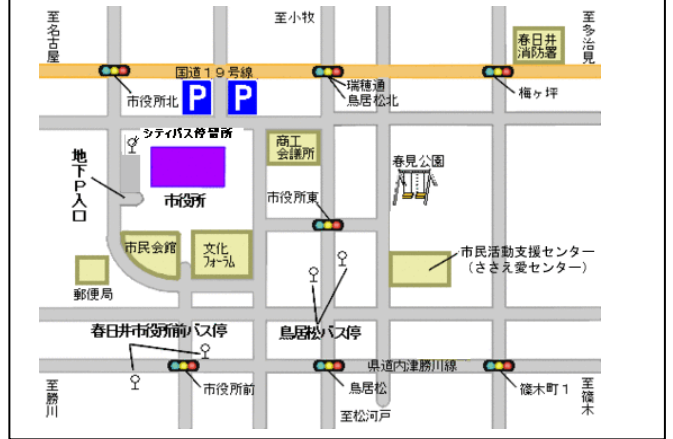 至名古屋
至小牧
至多治見
春日井
消防署
国道19号線
P
P
市役所北
瑞穂通
鳥居松北
梅ヶ坪
シティバス停留所
商工
会議所
春見公園
地下P入口
市役所
市役所東
市民会館
文化
フォーラム
市民活動支援センター
(ささえ愛センター)
郵便局
春日井市役所前バス停
鳥居松バス停
県道内津勝川線
至勝川
市役所前
鳥居松
篠木町1
至篠木
至松河戸